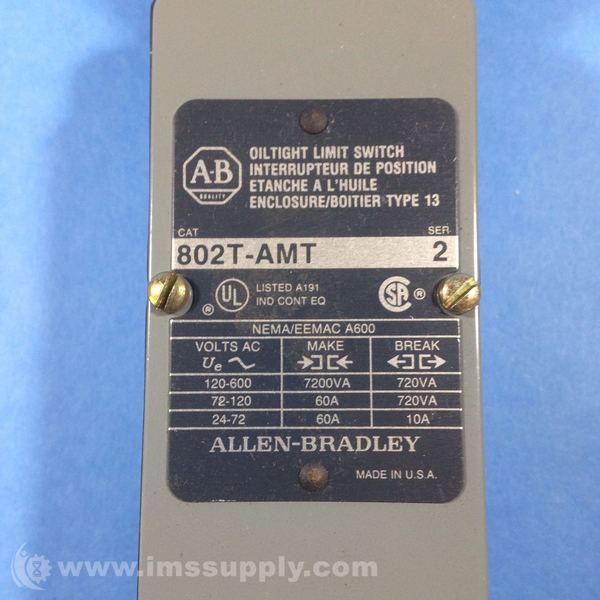 A-B
QUALITY
OILTIGHT LIMIT SWITCH
INTERRUPTEUR DE POSITION
ETANCHE A L'HUILE
ENCLOSURE/BOITIER TYPE 13
CAT SER
802T-AMT 2
® UL LISTED A191
IND CONT EQ
SA ®
NEMA/EEMAC A600
VOLTS AC MAKE BREAK
Ue
120-600 7200VA 720VA
72-120 60A 720VA
24-72 60A 10A
ALLEN-BRADLEY
MADE IN U.S.A.
www.imssupply.com